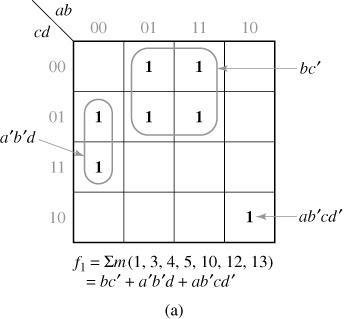 ab
cd 00 01 11 10
00 1 1 bc′
01 1 1 1
a′b′d
11 1
10 1 ab′cd′
f₁ = Σm(1, 3, 4, 5, 10, 12, 13)
= bc′ + a′b′d + ab′cd′
(a)